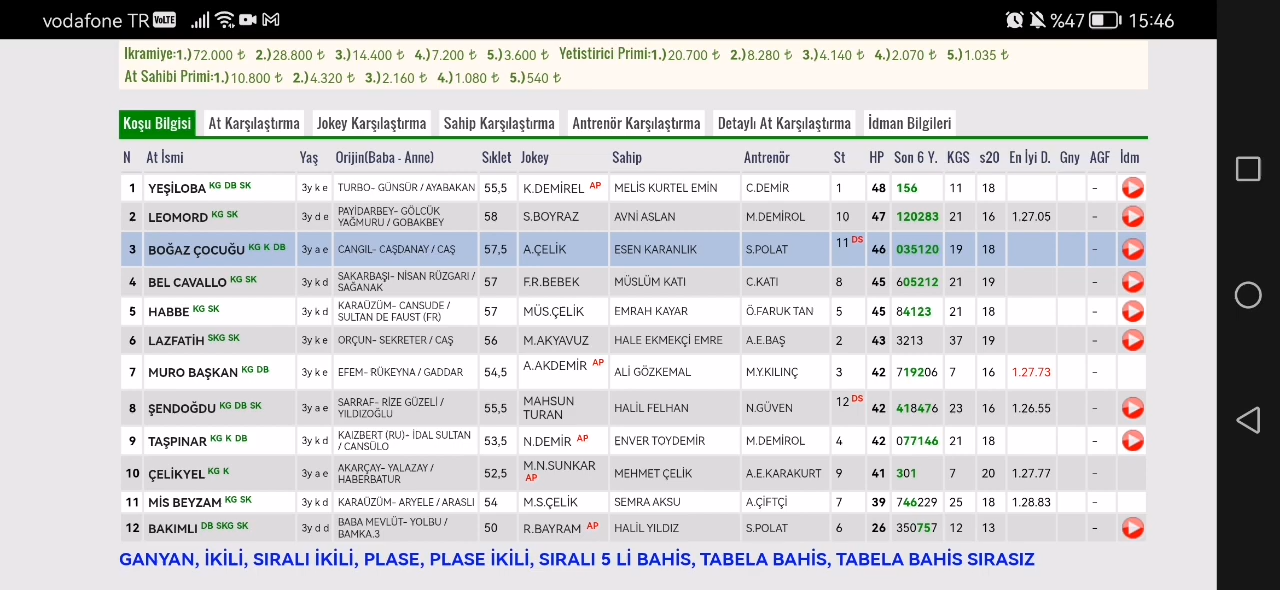 vodafone TR VoLTE %47 15:46
İkramiye:1.)72.000 ₺ 2.)28.800 ₺ 3.)14.400 ₺ 4.)7.200 ₺ 5.)3.600 ₺ Yetistirici Primi:1.)20.700 ₺ 2.)8.280 ₺ 3.)4.140 ₺ 4.)2.070 ₺ 5.)1.035 ₺
At Sahibi Primi:1.)10.800 ₺ 2.)4.320 ₺ 3.)2.160 ₺ 4.)1.080 ₺ 5.)540 ₺
Koşu Bilgisi At Karşılaştırma Jokey Karşılaştırma Sahip Karşılaştırma Antrenör Karşılaştırma Detaylı At Karşılaştırma İdman Bilgileri
N At İsmi Yaş Orijin(Baba - Anne) Sıklet Jokey Sahip Antrenör St HP Son 6 Y. KGS s20 En İyi D. Gny AGF İdm
1 YEŞİLOBA KG DB SK 3y k e TURBO- GÜNSÜR / AYABAKAN 55,5 K.DEMİREL AP MELİS KURTEL EMİN C.DEMİR 1 48 156 11 18 -
2 LEOMORD KG SK 3y d e PAYİDARBEY- GÖLCÜK YAĞMURU / GOBAKBEY 58 S.BOYRAZ AVNİ ASLAN M.DEMİROL 10 47 120283 21 16 1.27.05 -
3 BOĞAZ ÇOCUĞU KG K DB 3y a e CANGIL- CAŞDANAY / CAŞ 57,5 A.ÇELİK ESEN KARANLIK S.POLAT 11 DS 46 035120 19 18 -
4 BEL CAVALLO KG SK 3y k d SAKARBAŞI- NİSAN RÜZGARI / SAĞANAK 57 F.R.BEBEK MÜSLÜM KATI C.KATI 8 45 605212 21 19 -
5 HABBE KG SK 3y k d KARAÜZÜM- CANSUDE / SULTAN DE FAUST (FR) 57 MÜS.ÇELİK EMRAH KAYAR Ö.FARUK TAN 5 45 84123 21 18 -
6 LAZFATİH SKG SK 3y k e ORÇUN- SEKRETER / CAŞ 56 M.AKYAVUZ HALE EKMEKÇİ EMRE A.E.BAŞ 2 43 3213 37 19 -
7 MURO BAŞKAN KG DB 3y k e EFEM- RÜKEYNA / GADDAR 54,5 A.AKDEMİR AP ALİ GÖZKEMAL M.Y.KILINÇ 3 42 719206 7 16 1.27.73 -
8 ŞENDOĞDU KG DB SK 3y a e SARRAF- RİZE GÜZELİ / YILDIZOĞLU 55,5 MAHSUN TURAN HALİL FELHAN N.GÜVEN 12 DS 42 418476 23 16 1.26.55 -
9 TAŞPINAR KG K DB 3y k d KAIZBERT (RU)- İDAL SULTAN / CANSÜLO 53,5 N.DEMİR AP ENVER TOYDEMİR M.DEMİROL 4 42 077146 21 18 -
10 ÇELİKYEL KG K 3y a e AKARÇAY- YALAZAY / HABERBATUR 52,5 M.N.SUNKAR AP MEHMET ÇELİK A.E.KARAKURT 9 41 301 7 20 1.27.77 -
11 MİS BEYZAM KG SK 3y k d KARAÜZÜM- ARYELE / ARASLI 54 M.S.ÇELİK SEMRA AKSU A.ÇİFTÇİ 7 39 746229 25 18 1.28.83 -
12 BAKIMLI DB SKG SK 3y d d BABA MEVLÜT- YOLBU / BAMKA.3 50 R.BAYRAM AP HALİL YILDIZ S.POLAT 6 26 350757 12 13 -
GANYAN, İKİLİ, SIRALI İKİLİ, PLASE, PLASE İKİLİ, SIRALI 5 Lİ BAHİS, TABELA BAHİS, TABELA BAHİS SIRASIZ